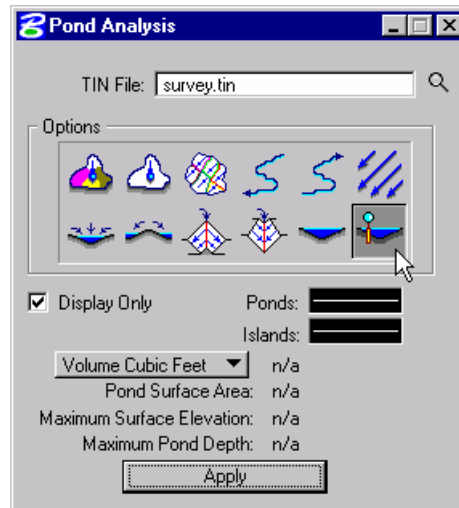 Pond Analysis
TIN File: survey.tin
Options
Display Only Ponds:
Islands:
Volume Cubic Feet n/a
Pond Surface Area: n/a
Maximum Surface Elevation: n/a
Maximum Pond Depth: n/a
Apply